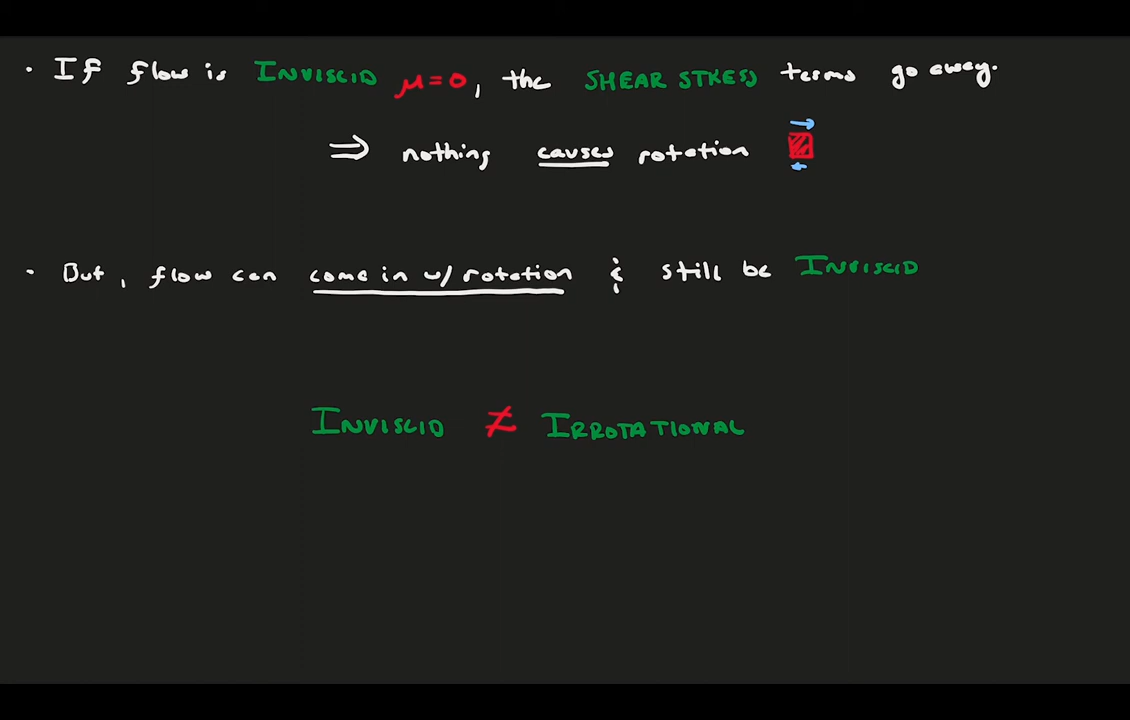 · If flow is INVISCID μ=0, the SHEAR STRESS terms go away.
⇒ nothing causes rotation
· But, flow can come in w/ rotation & still be INVISCID
INVISCID ≠ IRROTATIONAL